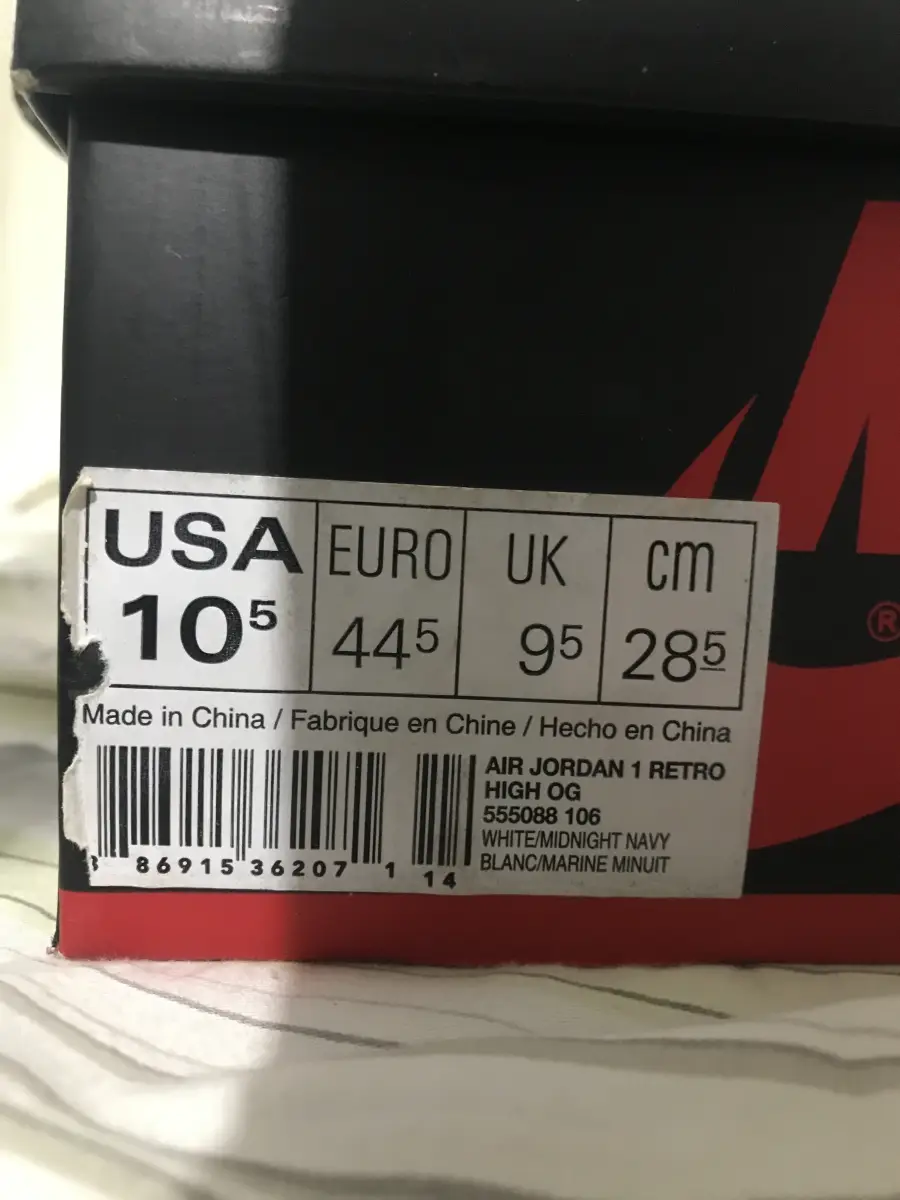 USA EURO UK cm
10⁵ 44⁵ 9⁵ 28⁵
Made in China / Fabrique en Chine / Hecho en China
AIR JORDAN 1 RETRO
HIGH OG
555088 106
WHITE/MIDNIGHT NAVY
BLANC/MARINE MINUIT
86915 36207 1 14
®